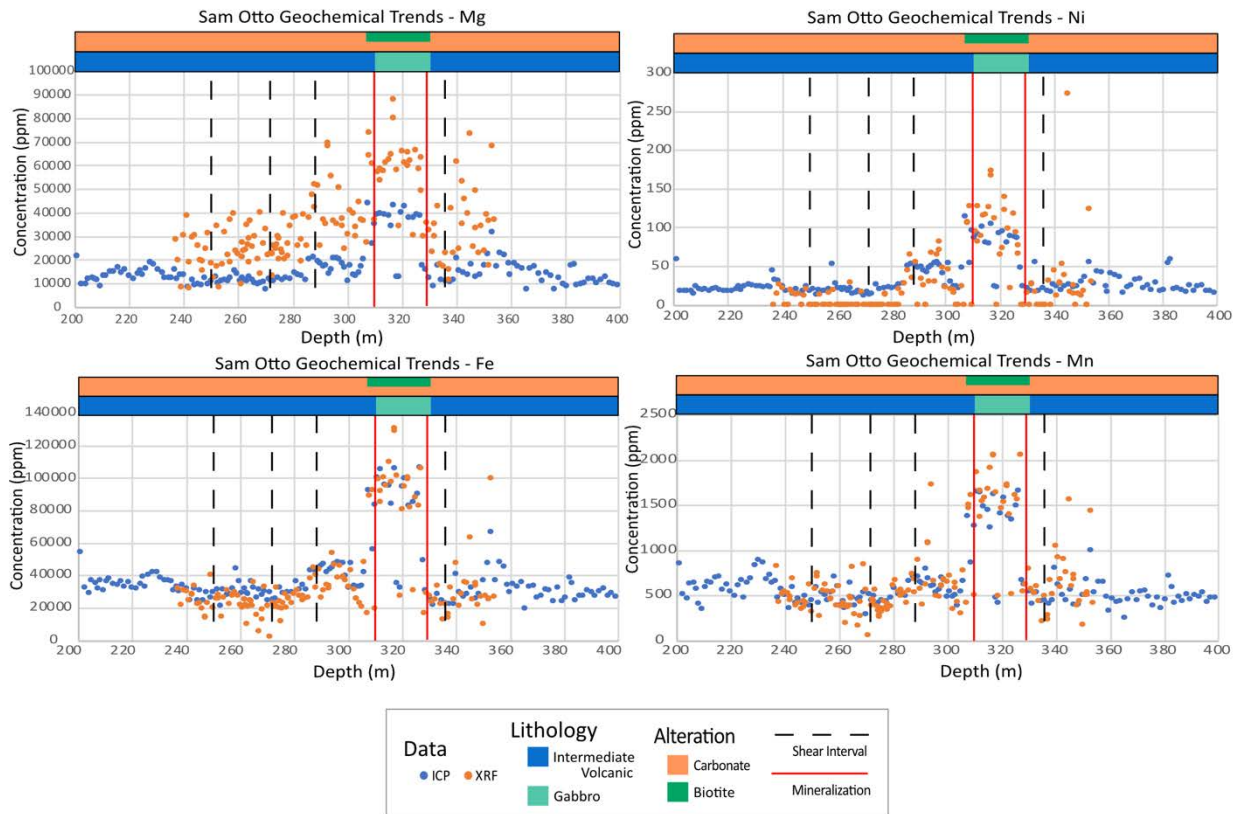 Sam Otto Geochemical Trends - Mg
Concentration (ppm)
100000
90000
80000
70000
60000
50000
40000
30000
20000
10000
0
200 220 240 260 280 300 320 340 360 380 400
Depth (m)
Sam Otto Geochemical Trends - Ni
Concentration (ppm)
300
250
200
150
100
50
0
200 220 240 260 280 300 320 340 360 380 400
Depth (m)
Sam Otto Geochemical Trends - Fe
Concentration (ppm)
140000
120000
100000
80000
60000
40000
20000
0
200 220 240 260 280 300 320 340 360 380 400
Depth (m)
Sam Otto Geochemical Trends - Mn
Concentration (ppm)
2500
2000
1500
1000
500
0
200 220 240 260 280 300 320 340 360 380 400
Depth (m)
Data
ICP XRF
Lithology
Intermediate
Volcanic
Gabbro
Alteration
Carbonate
Biotite
Shear Interval
Mineralization